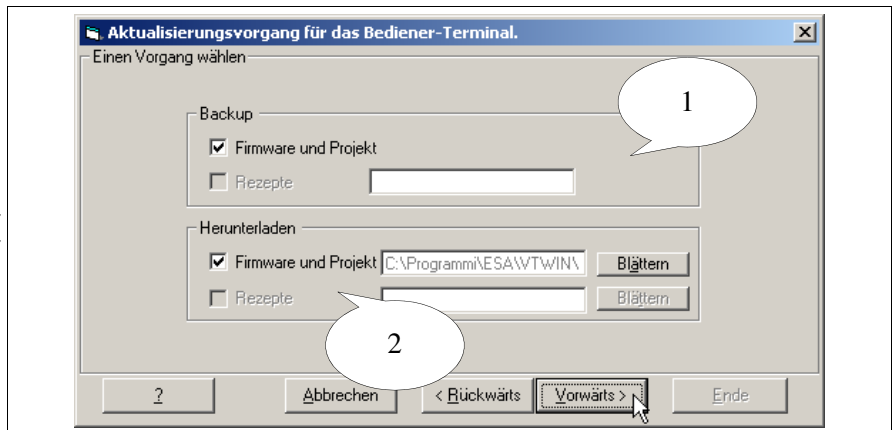 Aktualisierungsvorgang für das Bediener-Terminal.
Einen Vorgang wählen
1
Backup
Firmware und Projekt
Rezepte
Herunterladen
Firmware und Projekt C:\Programmi\ESA\VTWIN\ Blättern
Rezepte Blättern
2
? Abbrechen < Rückwärts Vorwärts > Ende